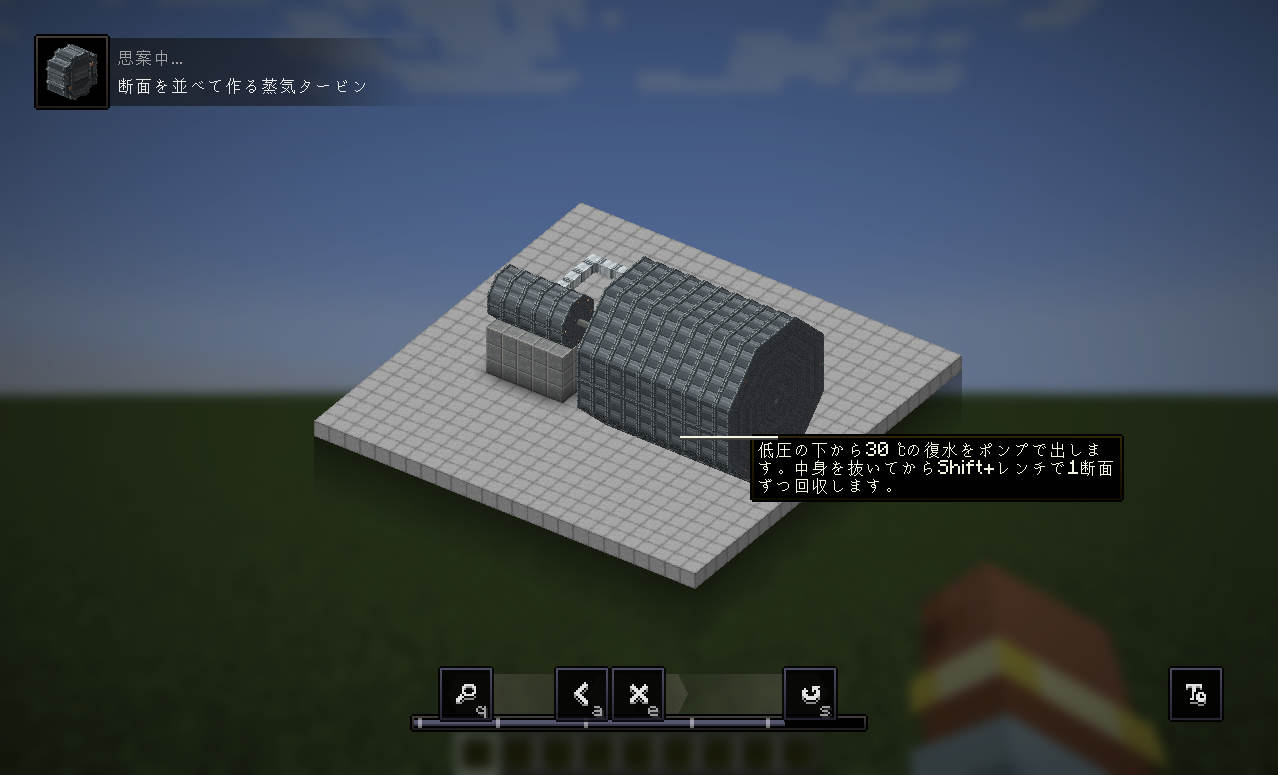 思案中...
断面を並べて作る蒸気タービン
低圧の下から30 ℃の復水をポンプで出しま
す。中身を抜いてからShift+レンチで1断面
ずつ回収します。
q
a
e
s